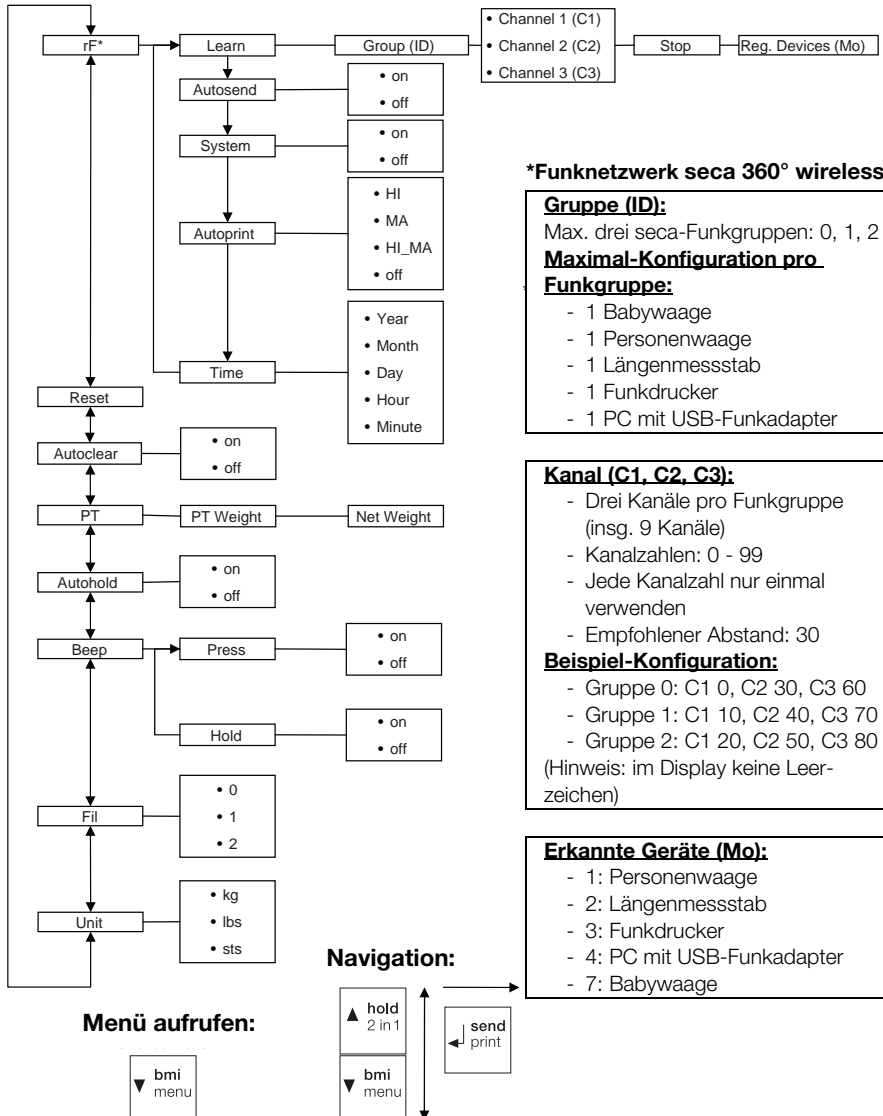 rF*
Learn
Group (ID)
• Channel 1 (C1)
• Channel 2 (C2)
• Channel 3 (C3)
Stop
Reg. Devices (Mo)
Autosend
• on
• off
System
• on
• off
Autoprint
• HI
• MA
• HI_MA
• off
Time
• Year
• Month
• Day
• Hour
• Minute
Reset
Autoclear
• on
• off
PT
PT Weight
Net Weight
Autohold
• on
• off
Beep
Press
• on
• off
Hold
• on
• off
Fil
• 0
• 1
• 2
Unit
• kg
• lbs
• sts
*Funknetzwerk seca 360° wireless
Gruppe (ID):
Max. drei seca-Funkgruppen: 0, 1, 2
Maximal-Konfiguration pro
Funkgruppe:
- 1 Babywaage
- 1 Personenwaage
- 1 Längenmessstab
- 1 Funkdrucker
- 1 PC mit USB-Funkadapter
Kanal (C1, C2, C3):
- Drei Kanäle pro Funkgruppe
(insg. 9 Kanäle)
- Kanalzahlen: 0 - 99
- Jede Kanalzahl nur einmal
verwenden
- Empfohlener Abstand: 30
Beispiel-Konfiguration:
- Gruppe 0: C1 0, C2 30, C3 60
- Gruppe 1: C1 10, C2 40, C3 70
- Gruppe 2: C1 20, C2 50, C3 80
(Hinweis: im Display keine Leer-
zeichen)
Erkannte Geräte (Mo):
- 1: Personenwaage
- 2: Längenmessstab
- 3: Funkdrucker
- 4: PC mit USB-Funkadapter
- 7: Babywaage
Menü aufrufen:
bmi
menu
Navigation:
hold
2 in 1
bmi
menu
send
print